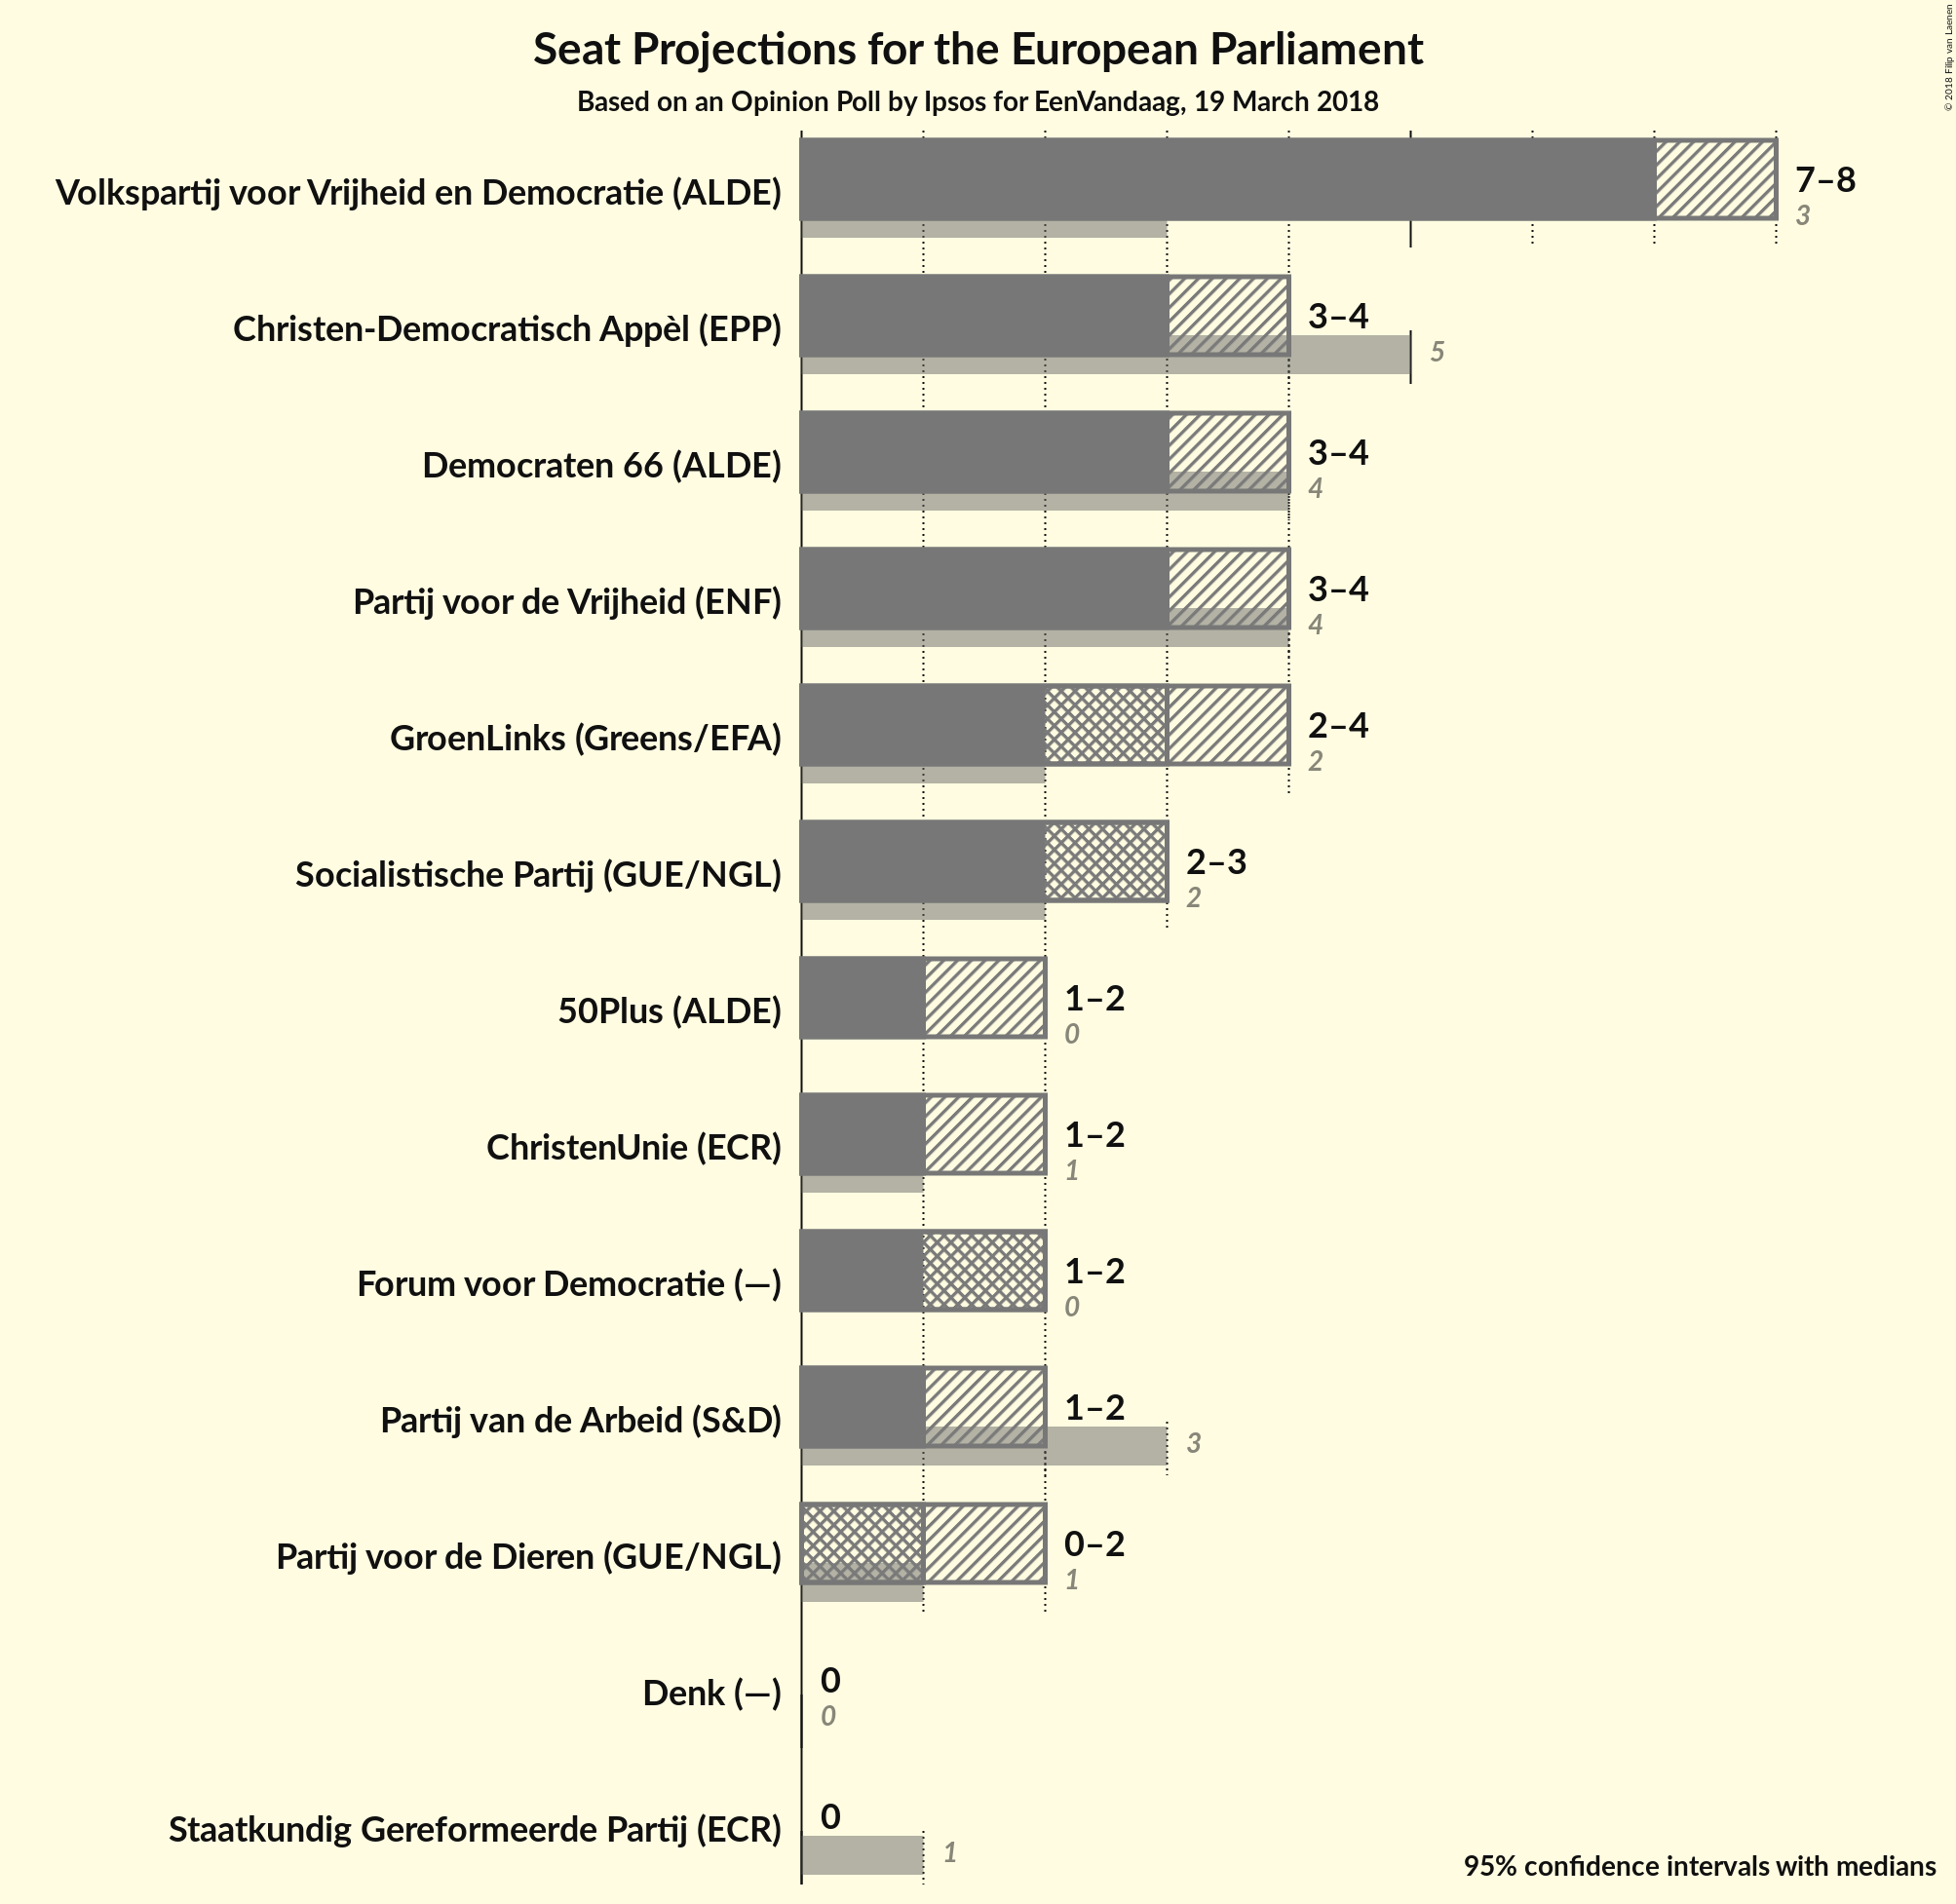 Seat Projections for the European Parliament
Based on an Opinion Poll by Ipsos for EenVandaag, 19 March 2018
© 2018 Filip van Laenen
Volkspartij voor Vrijheid en Democratie (ALDE)
7–8
3
Christen-Democratisch Appèl (EPP)
3–4
5
Democraten 66 (ALDE)
3–4
4
Partij voor de Vrijheid (ENF)
3–4
4
GroenLinks (Greens/EFA)
2–4
2
Socialistische Partij (GUE/NGL)
2–3
2
50Plus (ALDE)
1–2
0
ChristenUnie (ECR)
1–2
1
Forum voor Democratie (—)
1–2
0
Partij van de Arbeid (S&D)
1–2
3
Partij voor de Dieren (GUE/NGL)
0–2
1
Denk (—)
0
0
Staatkundig Gereformeerde Partij (ECR)
0
1
95% confidence intervals with medians